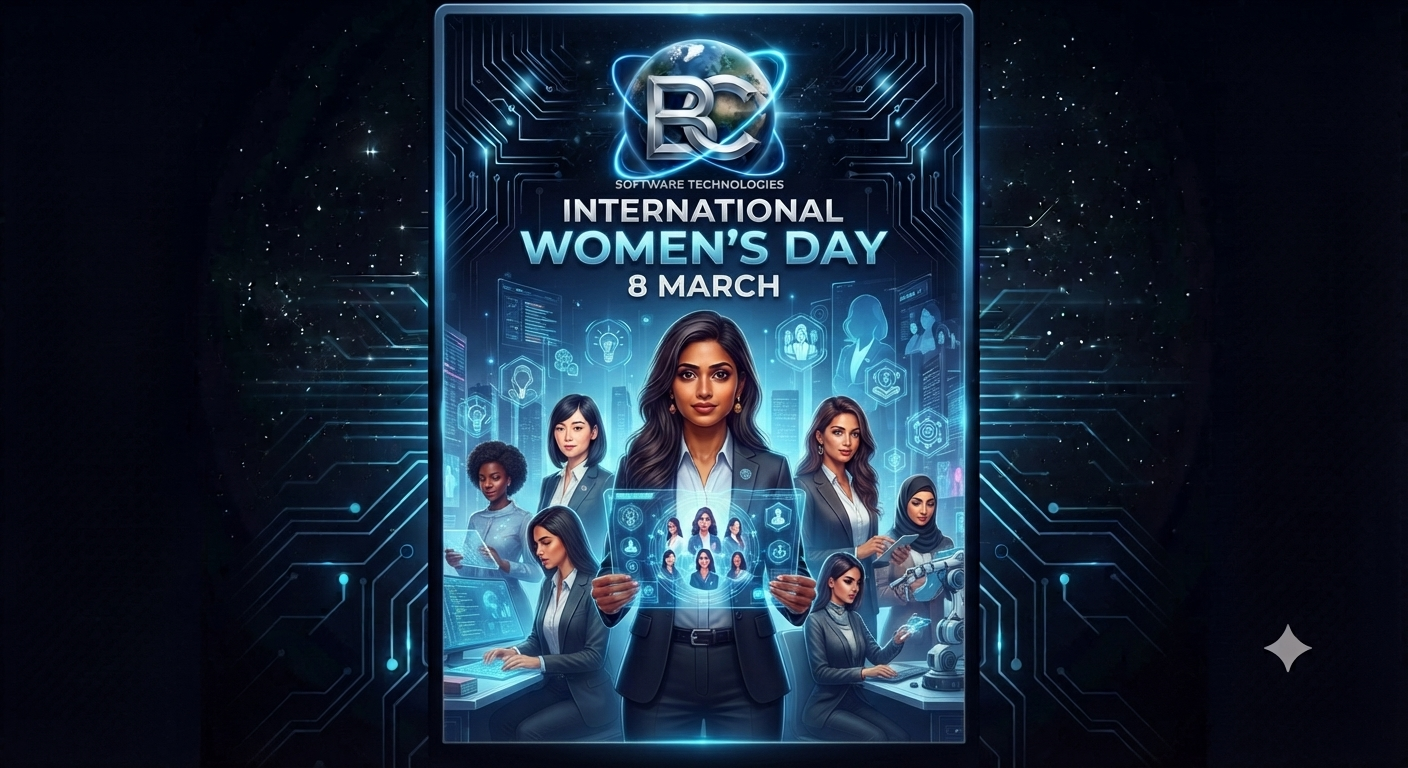 BC
SOFTWARE TECHNOLOGIES
INTERNATIONAL
WOMEN'S DAY
8 MARCH